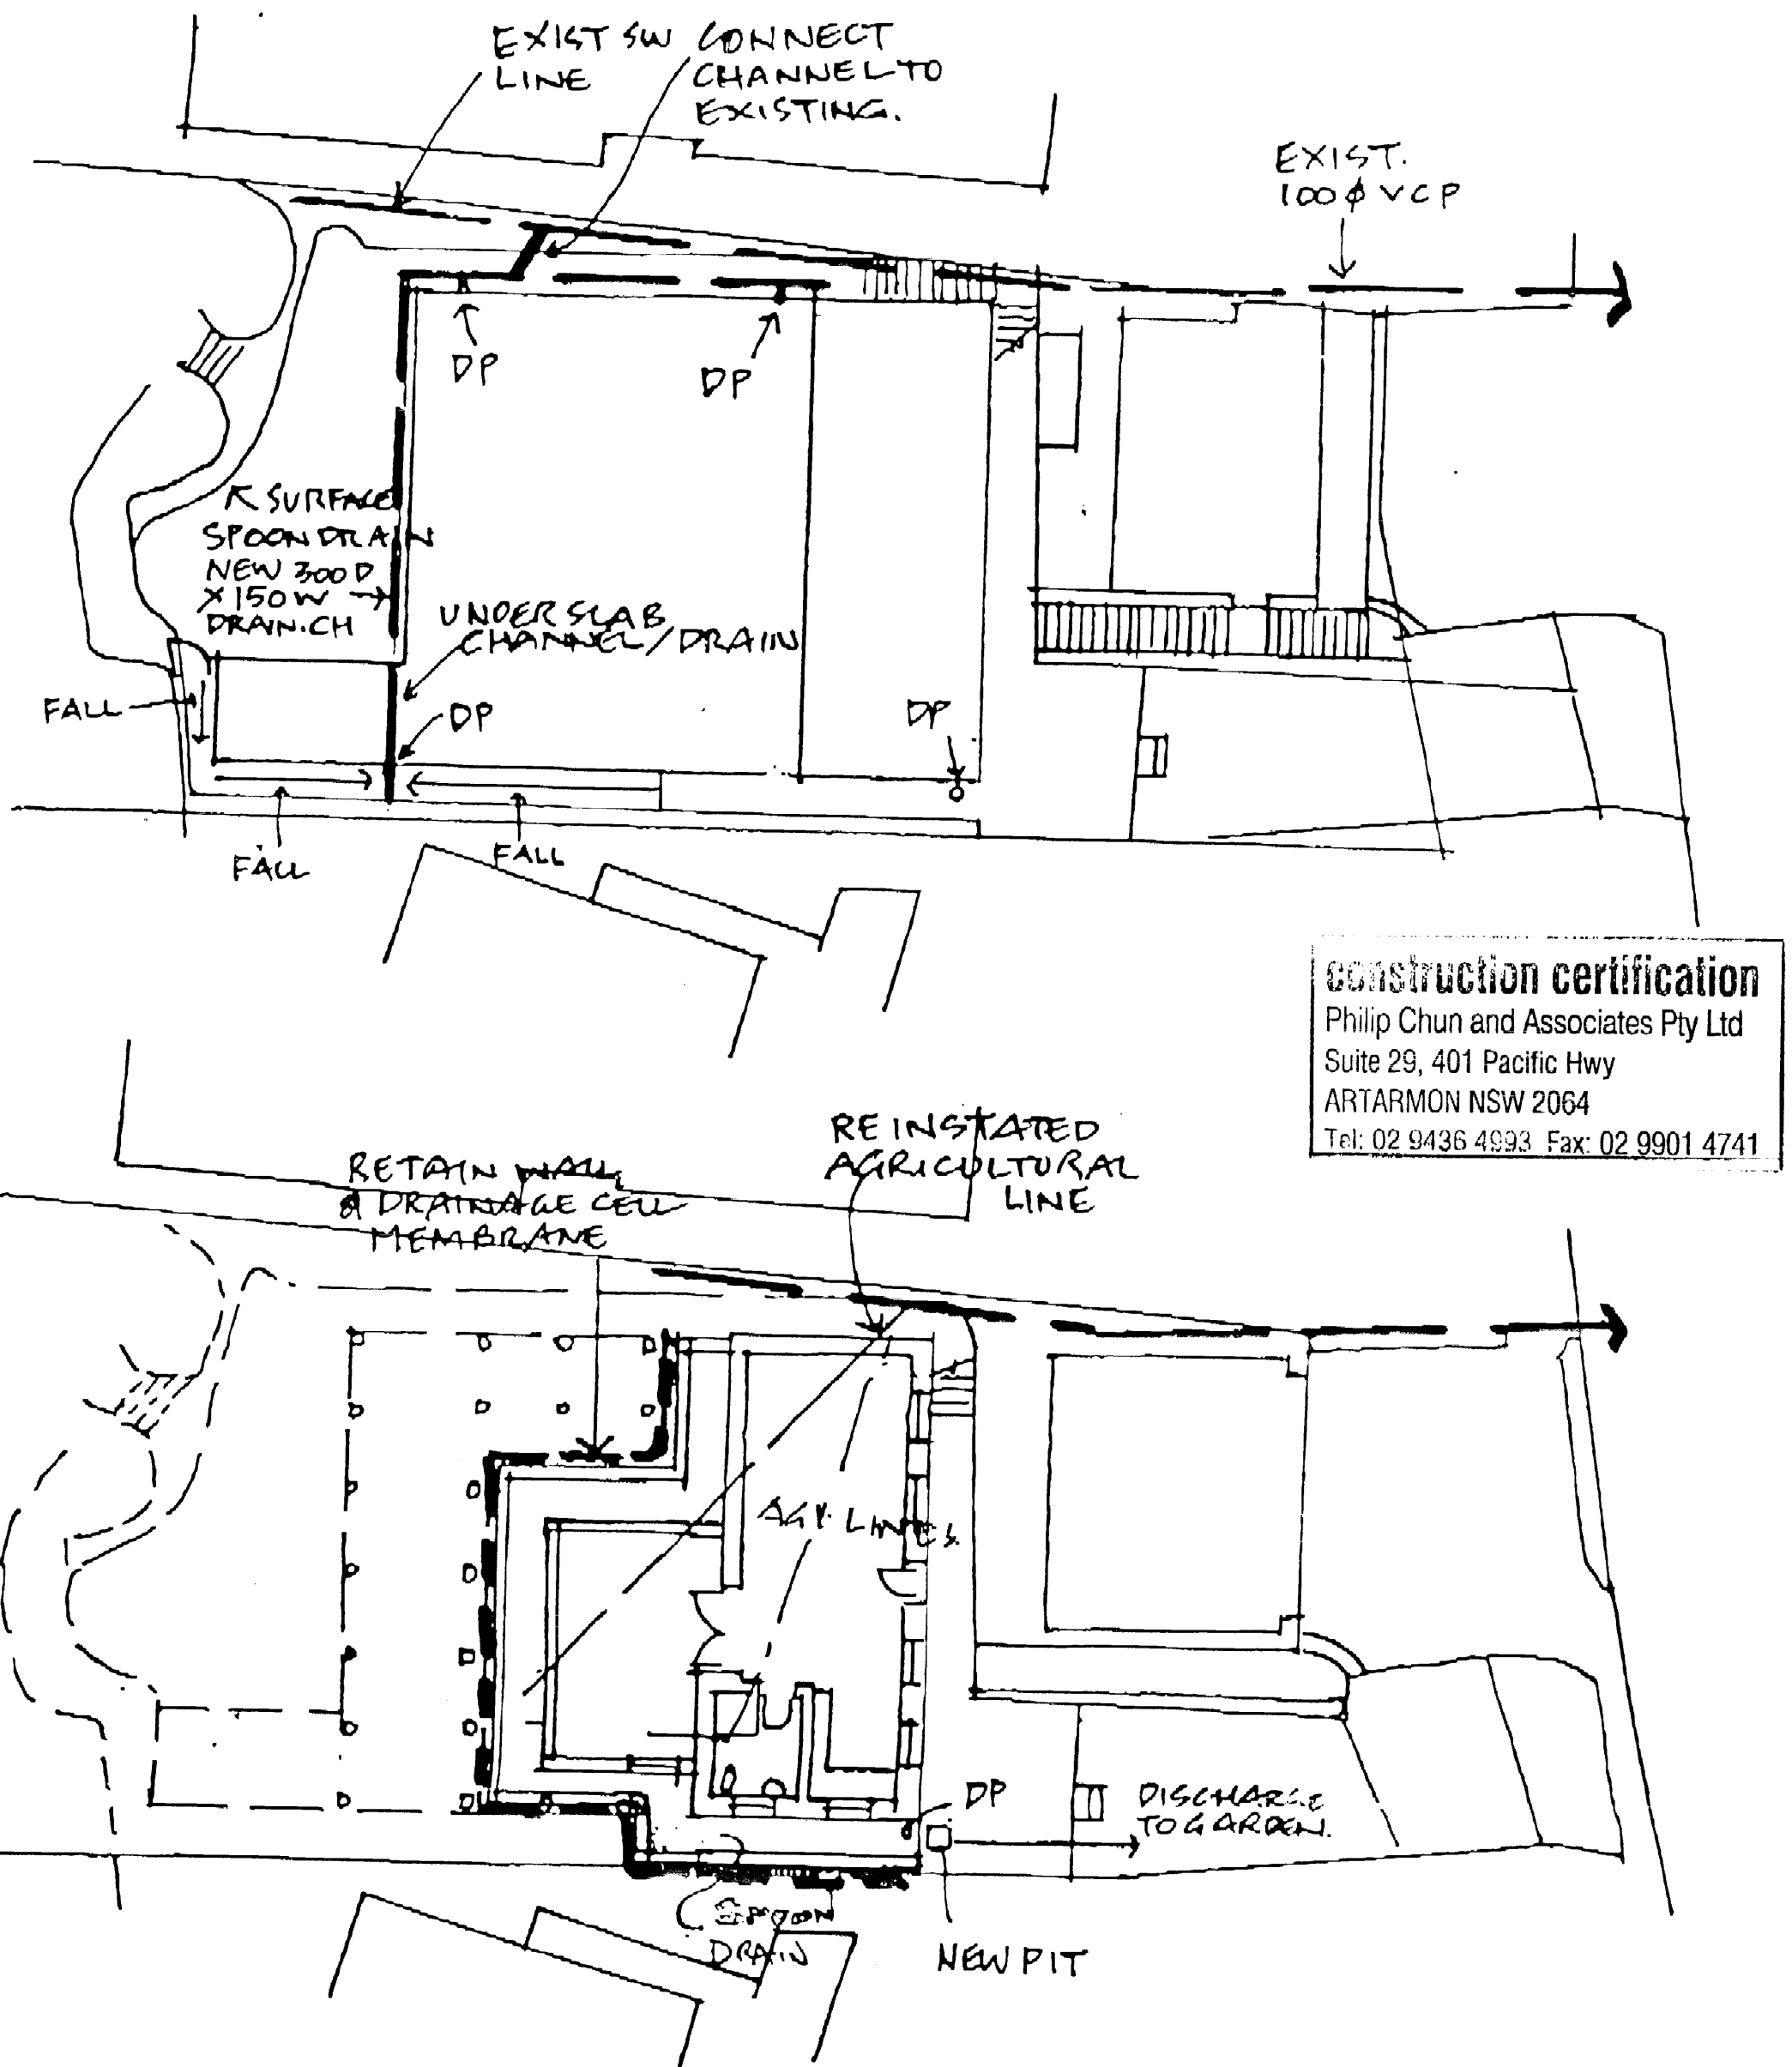 EXIST SW
LINE
CONNECT
CHANNEL TO
EXISTING.
EXIST.
100 φ VCP
DP
DP
SURFACE
SPOON DRAIN
NEW 300 D
X 150 W
DRAIN. CH
UNDER SLAB
CHANNEL/DRAIN
FALL
DP
DP
FALL
FALL
construction certification
Philip Chun and Associates Pty Ltd
Suite 29, 401 Pacific Hwy
ARTARMON NSW 2064
Tel: 02 9436 4993 Fax: 02 9901 4741
REINSTATED
AGRICULTURAL
LINE
RETAIN WALL
& DRAINAGE CELL
MEMBRANE
AGY. LINES.
DP
DISCHARGE
TO GARDEN.
SPOON
DRAIN
NEW PIT